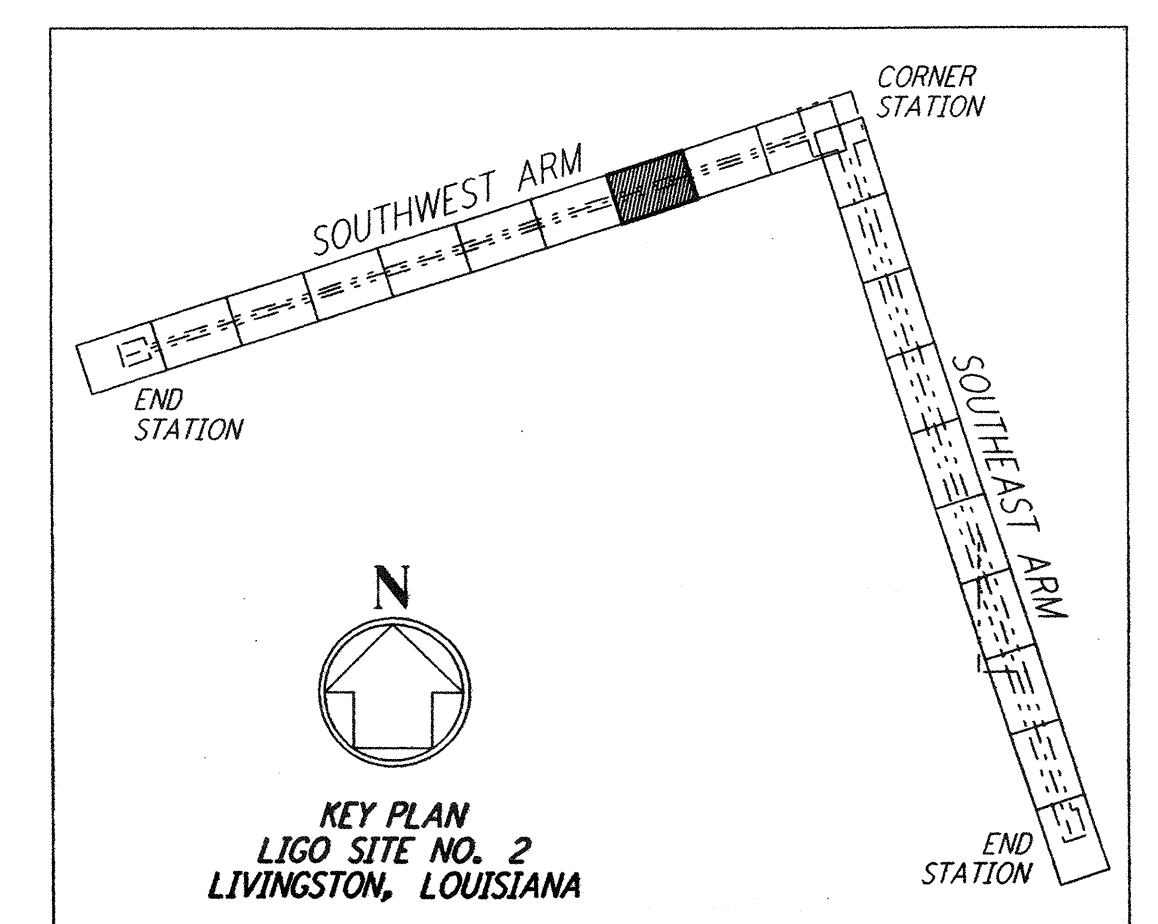 CORNER
STATION
SOUTHWEST ARM
END
STATION
SOUTHEAST ARM
N
KEY PLAN
LIGO SITE NO. 2
LIVINGSTON, LOUISIANA
END
STATION